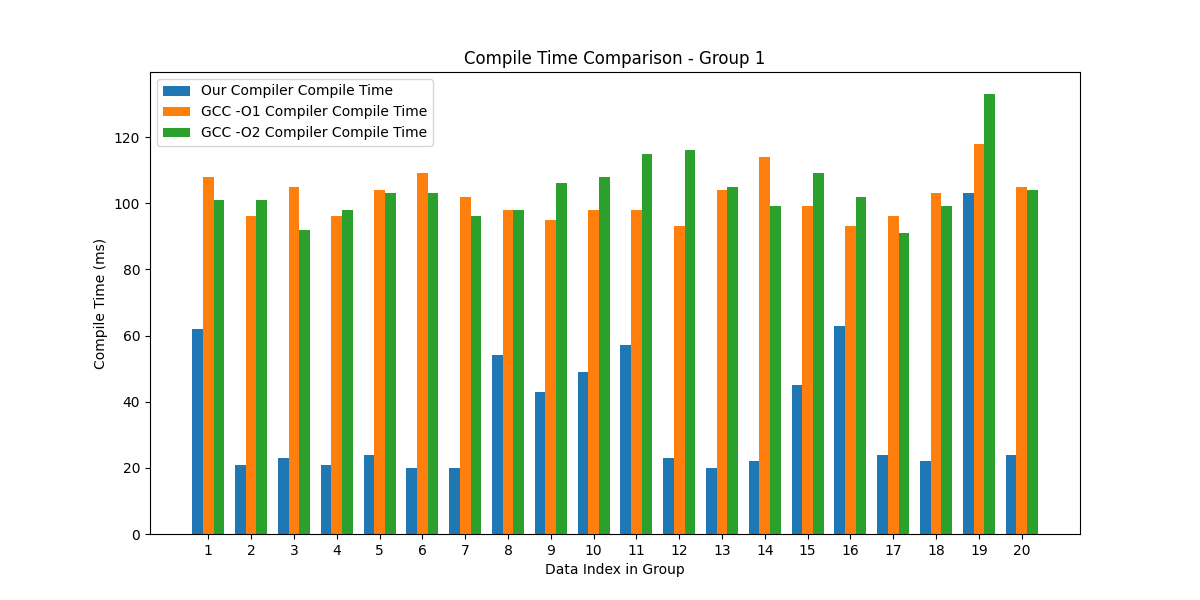 Compile Time Comparison - Group 1
Our Compiler Compile Time
GCC -O1 Compiler Compile Time
GCC -O2 Compiler Compile Time
Compile Time (ms)
120
100
80
60
40
20
0
1 2 3 4 5 6 7 8 9 10 11 12 13 14 15 16 17 18 19 20
Data Index in Group